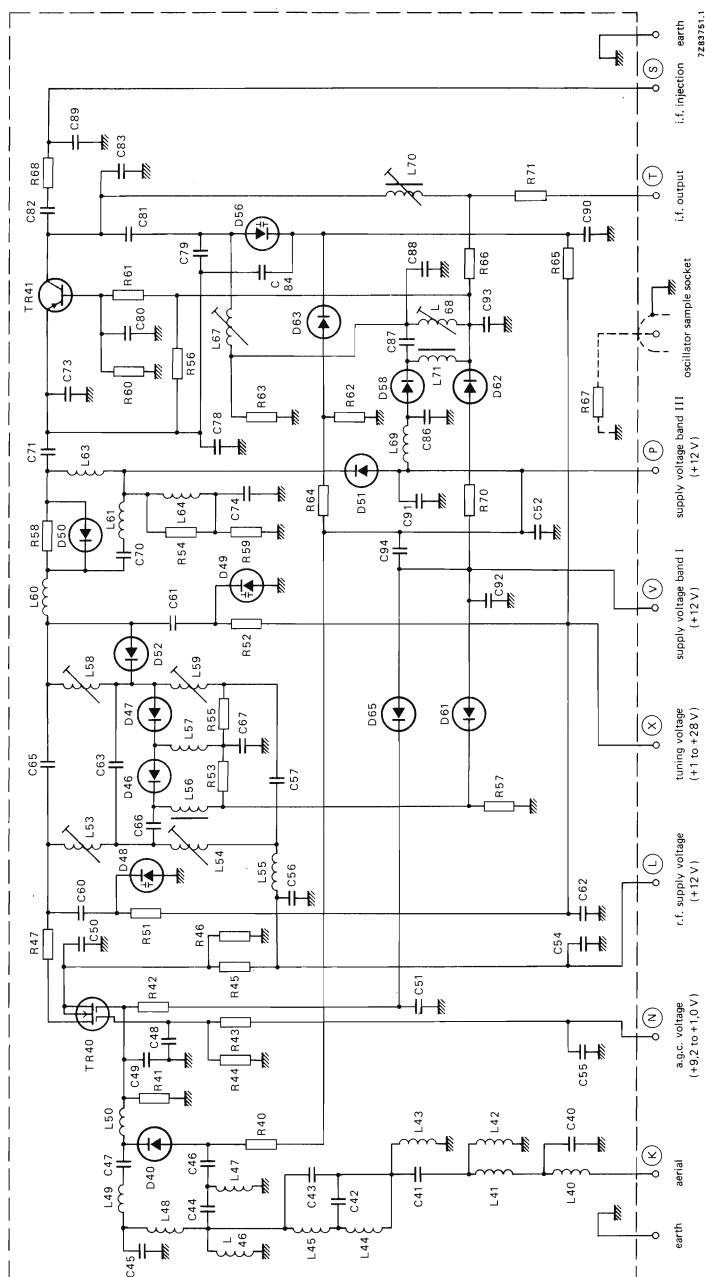 7Z83751.1
earth
S
i.f. injection
T
i.f. output
oscillator sample socket
P
supply voltage band III
(+12 V)
V
supply voltage band I
(+12 V)
X
tuning voltage
(+1 to +28 V)
L
r.f. supply voltage
(+12 V)
N
a.g.c. voltage
(+9,2 to +1,0 V)
K
aerial
earth
C89
R68
C83
C82
L70
R71
C81
D56
C90
TR41
R61
C79
C
84
C88
R66
R65
C80
L67
D63
L
68
C93
C73
R60
R56
C87
L71
R63
R62
D58
D62
C78
C86
R67
C71
L63
L69
R64
D51
R58
D50
L61
L64
C74
C91
R70
C52
C70
R54
R59
C94
L60
D49
C92
C61
R52
D52
L58
L59
D47
R55
C67
D65
D61
C65
C63
L57
D46
R53
C57
L56
R57
C66
L53
L54
D48
L55
C56
C60
R51
C62
R47
C50
R46
R45
C54
TR40
R42
C51
C48
R43
C49
R44
C55
R41
L50
D40
R40
L43
L42
C40
C47
C46
L47
L49
C44
C43
C41
L41
L40
L48
C42
C45
L
46
L45
L44